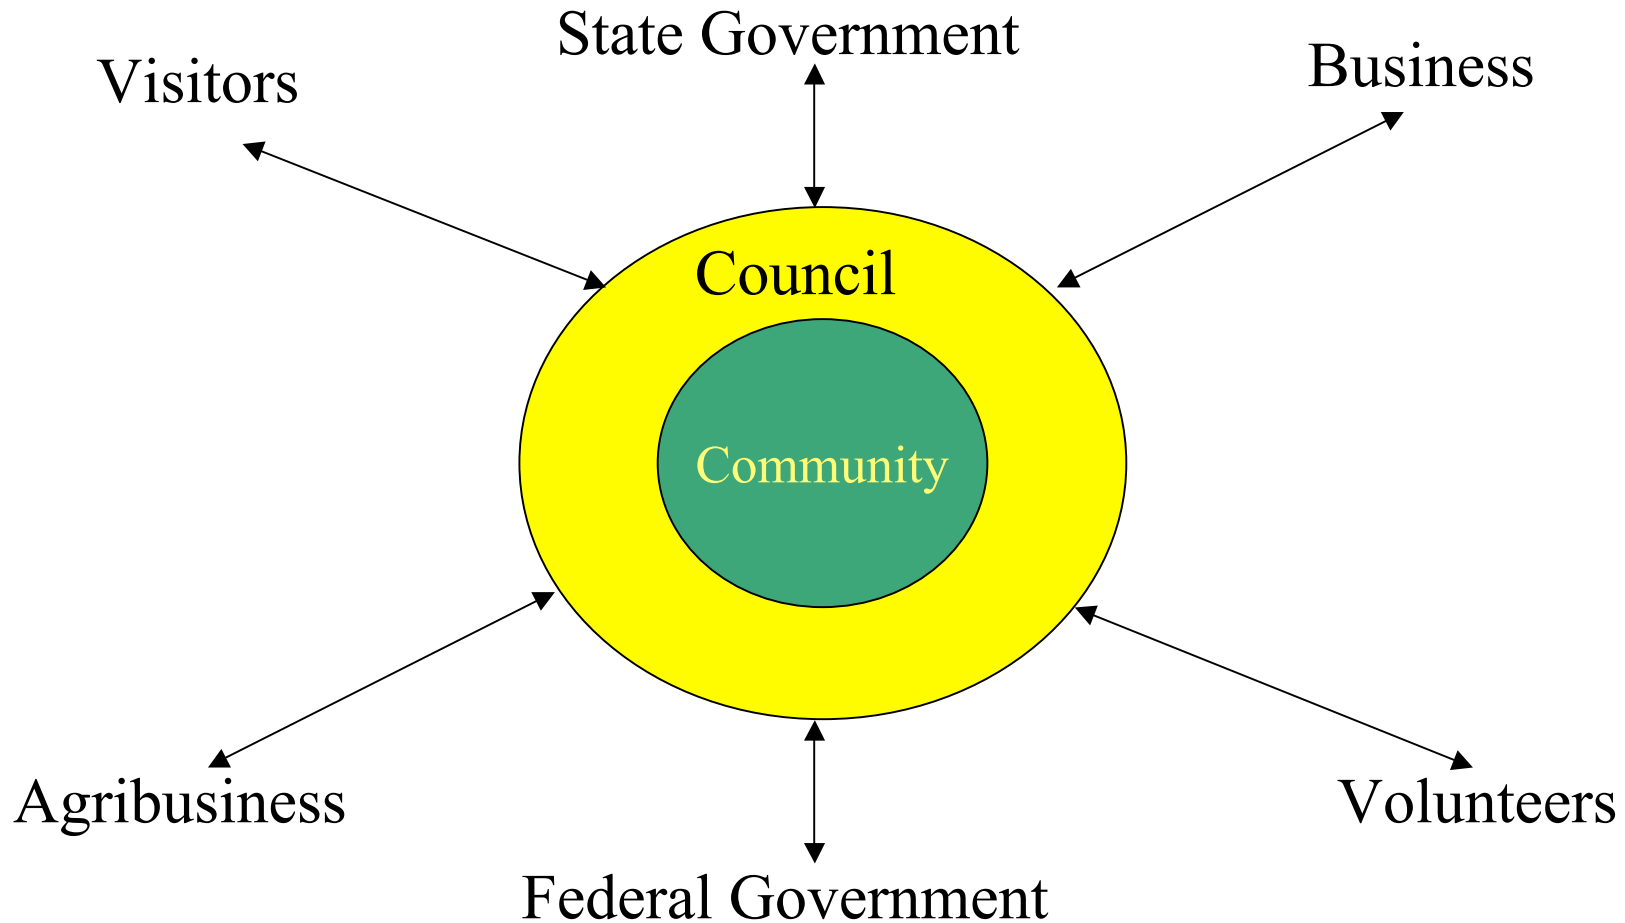 State Government
Visitors
Business
Council
Community
Agribusiness
Volunteers
Federal Government